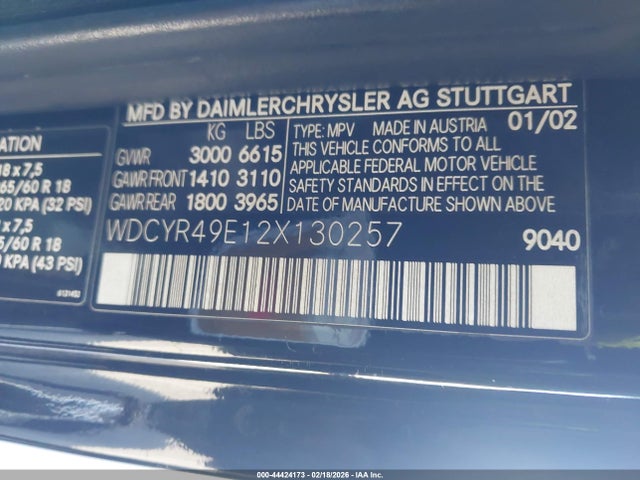 MFD BY DAIMLERCHRYSLER AG STUTTGART
KG LBS TYPE: MPV MADE IN AUSTRIA 01/02
GVWR 3000 6615 THIS VEHICLE CONFORMS TO ALL
GAWR FRONT 1410 3110 APPLICABLE FEDERAL MOTOR VEHICLE
GAWR REAR 1800 3965 SAFETY STANDARDS IN EFFECT ON THE
DATE OF MANUFACTURE SHOWN ABOVE.
WDCYR49E12X130257 9040
ATION
18 x 7,5
65/60 R 18
20 KPA (32 PSI)
x 7,5
5/60 R 18
0 KPA (43 PSI)
000-44424173 - 02/18/2026 - IAA Inc.